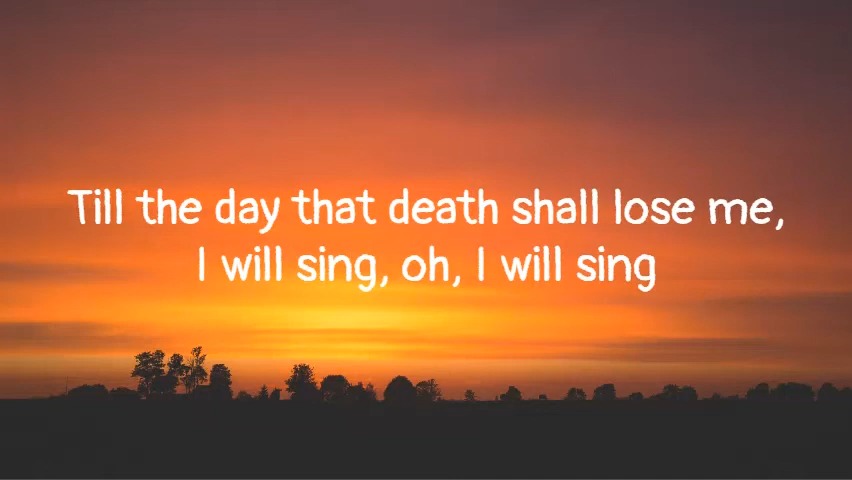 Till the day that death shall lose me,
I will sing, oh, I will sing